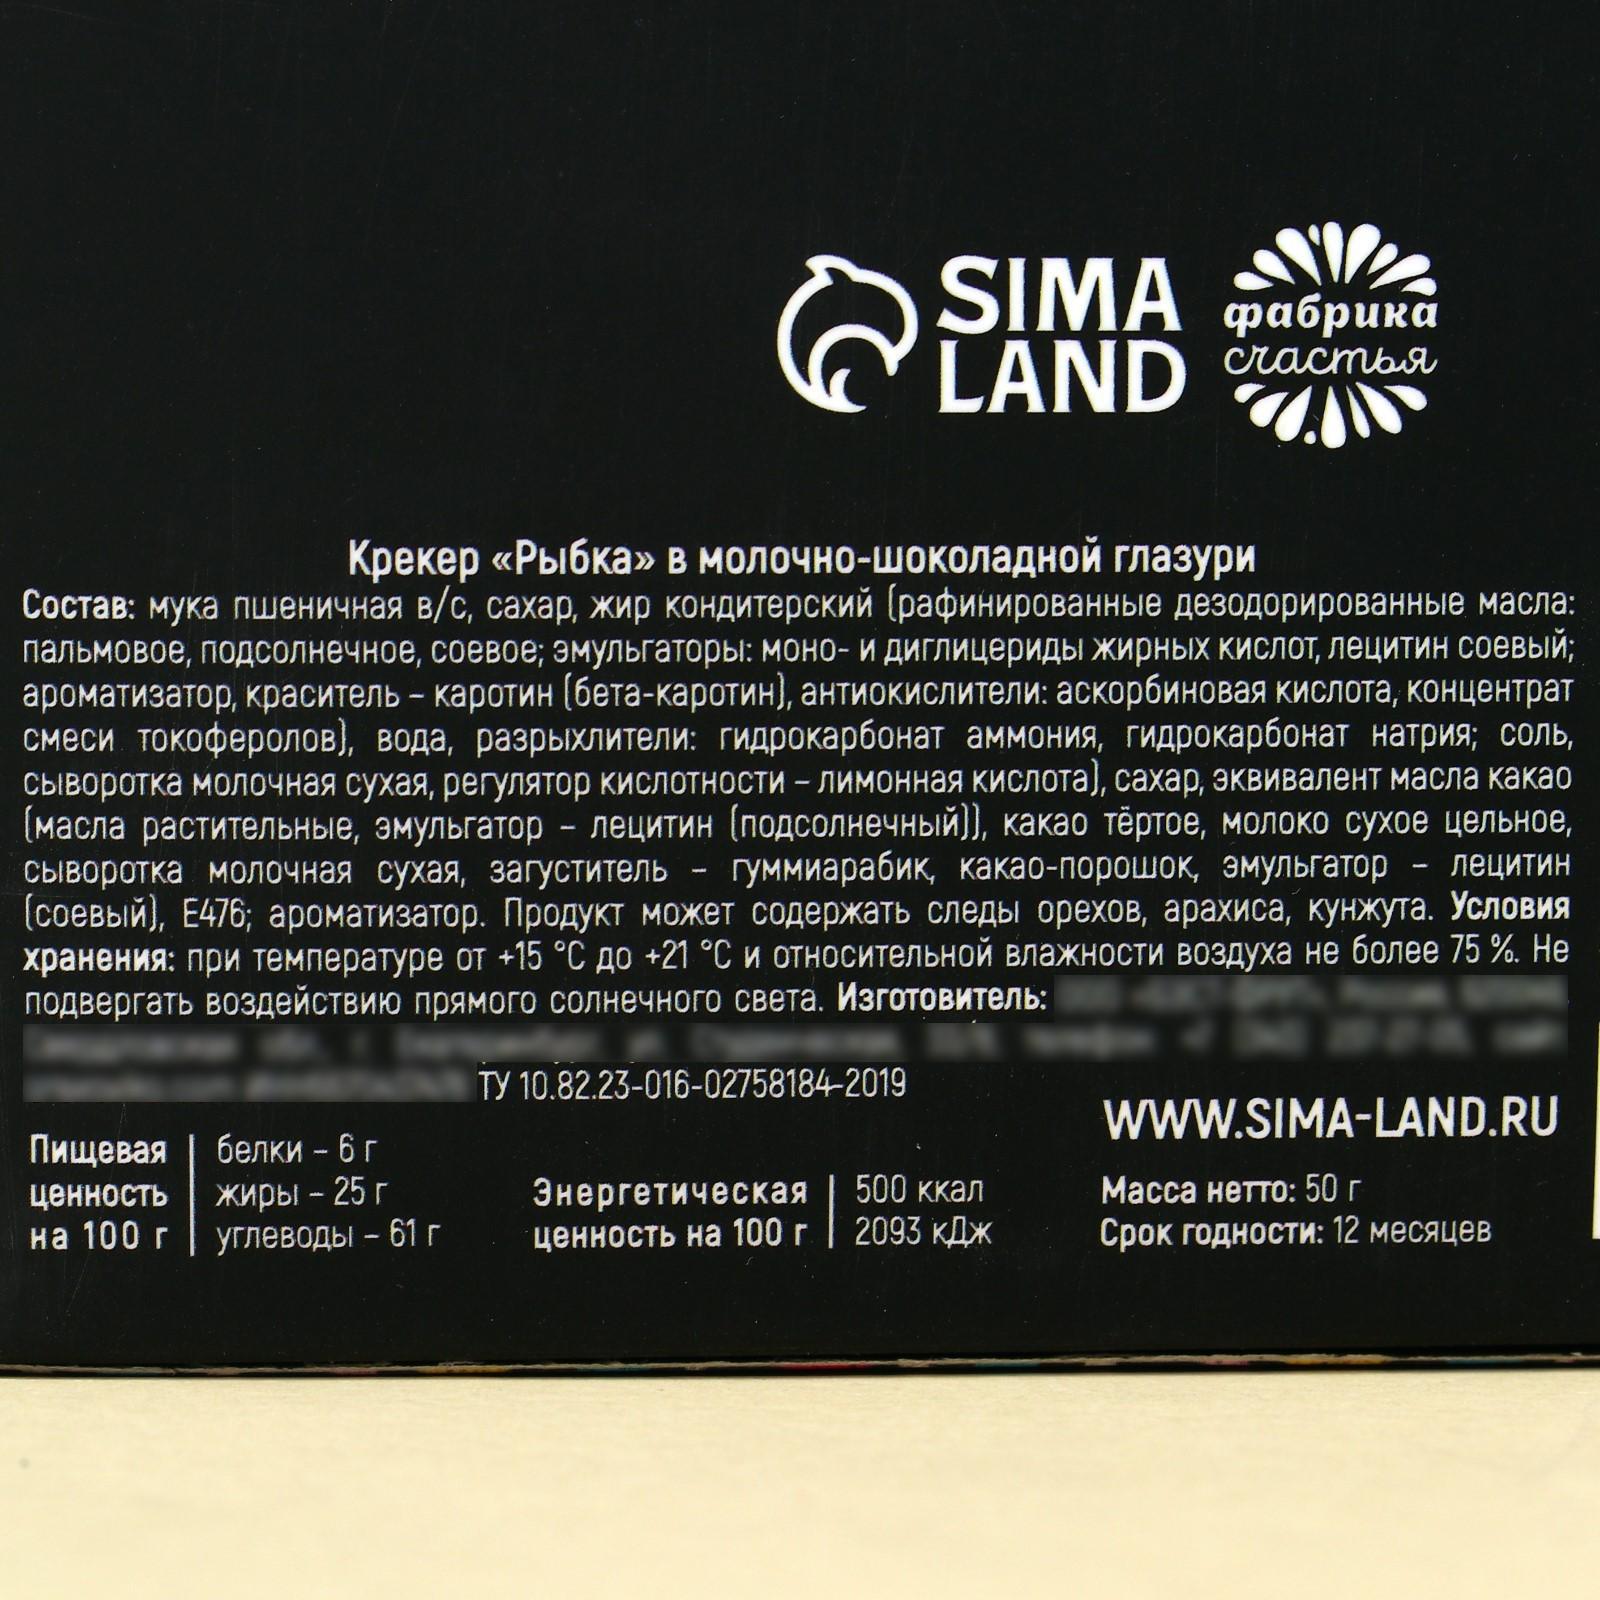 SIMA
LAND
фабрика
счастья
Крекер «Рыбка» в молочно-шоколадной глазури
Состав: мука пшеничная в/с, сахар, жир кондитерский (рафинированные дезодорированные масла:
пальмовое, подсолнечное, соевое; эмульгаторы: моно- и диглицериды жирных кислот, лецитин соевый;
ароматизатор, краситель – каротин (бета-каротин), антиокислители: аскорбиновая кислота, концентрат
смеси токоферолов), вода, разрыхлители: гидрокарбонат аммония, гидрокарбонат натрия; соль,
сыворотка молочная сухая, регулятор кислотности – лимонная кислота), сахар, эквивалент масла какао
(масла растительные, эмульгатор – лецитин (подсолнечный)), какао тёртое, молоко сухое цельное,
сыворотка молочная сухая, загуститель – гуммиарабик, какао-порошок, эмульгатор – лецитин
(соевый), Е476; ароматизатор. Продукт может содержать следы орехов, арахиса, кунжута. Условия
хранения: при температуре от +15 °С до +21 °С и относительной влажности воздуха не более 75 %. Не
подвергать воздействию прямого солнечного света. Изготовитель:
ТУ 10.82.23-016-02758184-2019
WWW.SIMA-LAND.RU
Пищевая
ценность
на 100 г
белки – 6 г
жиры – 25 г
углеводы – 61 г
Энергетическая
ценность на 100 г
500 ккал
2093 кДж
Масса нетто: 50 г
Срок годности: 12 месяцев